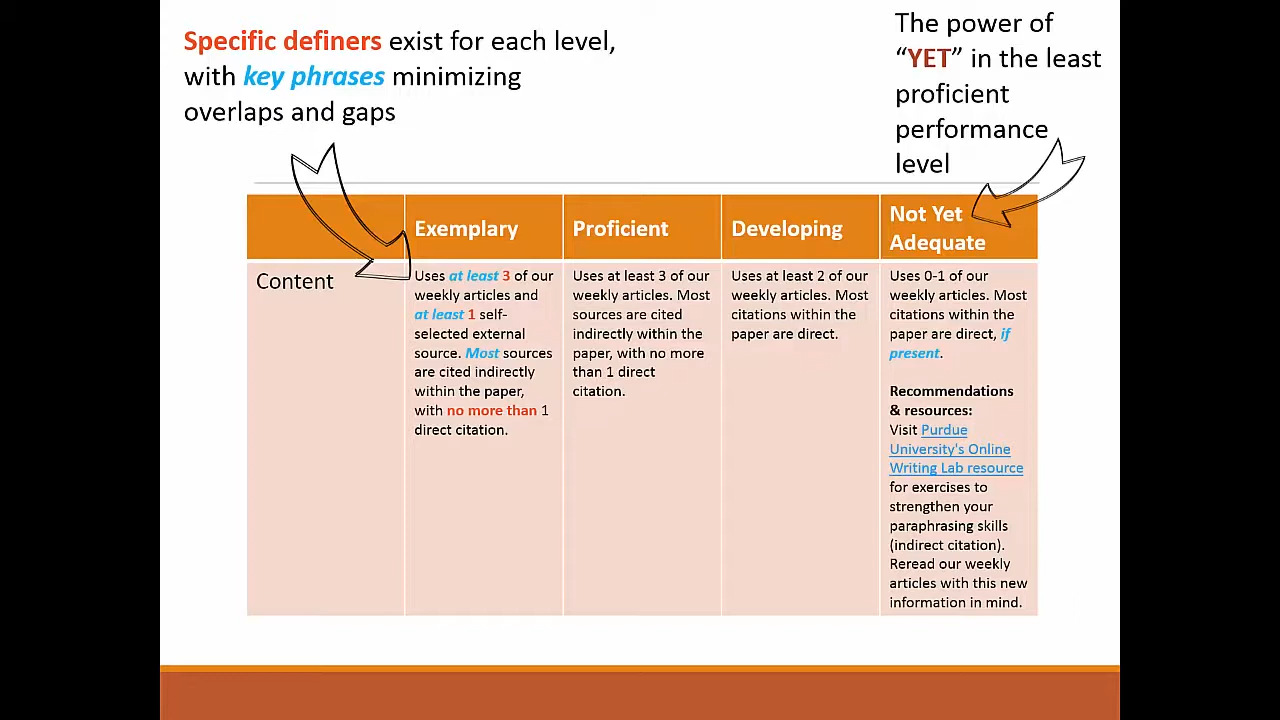 Specific definers exist for each level,
with key phrases minimizing
overlaps and gaps
The power of
“YET” in the least
proficient
performance
level
Exemplary
Proficient
Developing
Not Yet
Adequate
Content
Uses at least 3 of our
weekly articles and
at least 1 self-
selected external
source. Most sources
are cited indirectly
within the paper,
with no more than 1
direct citation.
Uses at least 3 of our
weekly articles. Most
sources are cited
indirectly within the
paper, with no more
than 1 direct
citation.
Uses at least 2 of our
weekly articles. Most
citations within the
paper are direct.
Uses 0-1 of our
weekly articles. Most
citations within the
paper are direct, if
present.
Recommendations
& resources:
Visit Purdue
University's Online
Writing Lab resource
for exercises to
strengthen your
paraphrasing skills
(indirect citation).
Reread our weekly
articles with this new
information in mind.